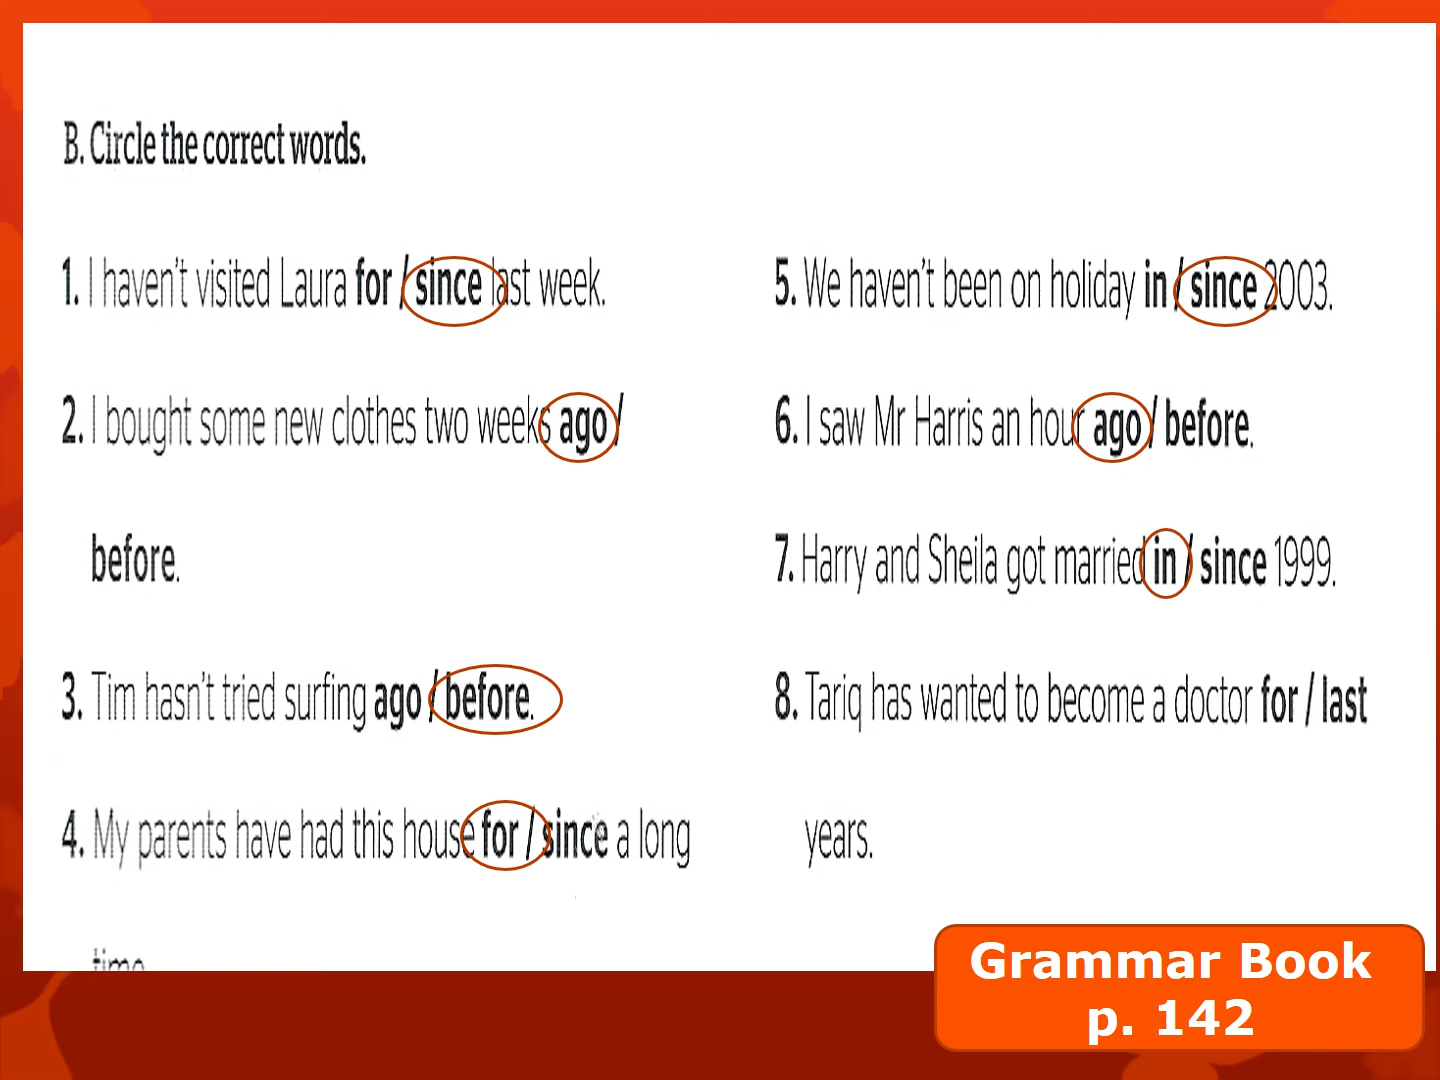 B. Circle the correct words.
1. I haven't visited Laura for / since last week.
2. I bought some new clothes two weeks ago /
before.
3. Tim hasn't tried surfing ago / before.
4. My parents have had this house for / since a long
time
5. We haven't been on holiday in / since 2003.
6. I saw Mr Harris an hour ago / before.
7. Harry and Sheila got married in / since 1999.
8. Tariq has wanted to become a doctor for / last
years.
Grammar Book
p. 142